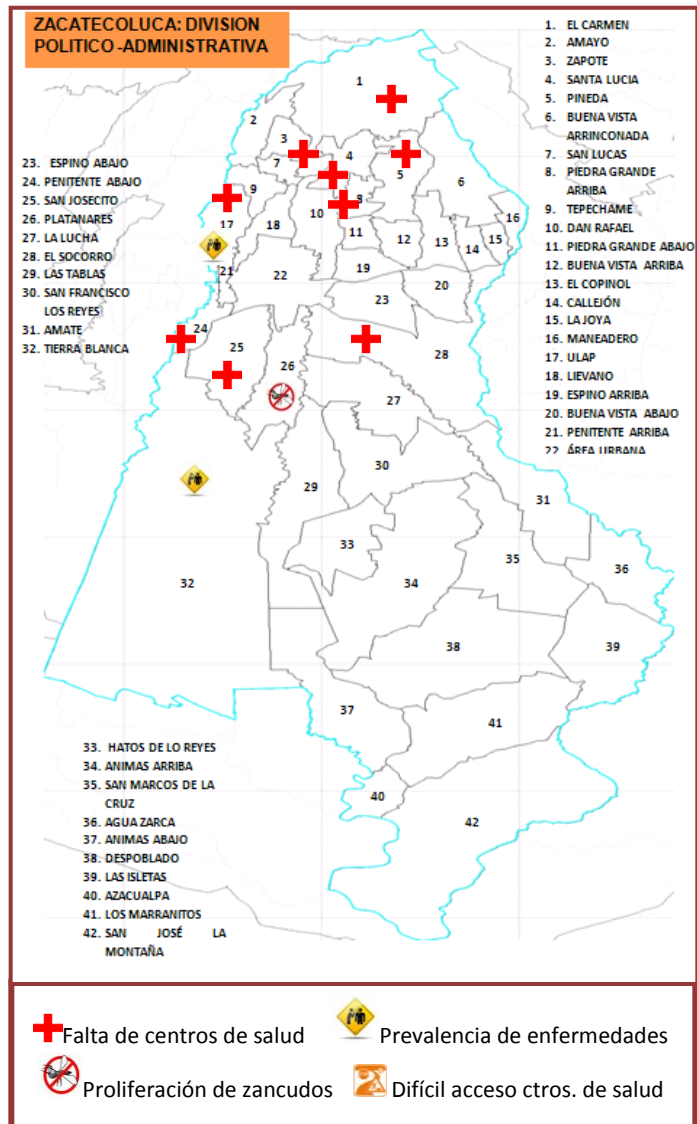 ZACATECOLUCA: DIVISION
POLITICO -ADMINISTRATIVA
1. EL CARMEN
2. AMAYO
3. ZAPOTE
4. SANTA LUCIA
5. PINEDA
6. BUENA VISTA
ARRINCONADA
7. SAN LUCAS
8. PIEDRA GRANDE
ARRIBA
9. TEPECHAME
10. DAN RAFAEL
11. PIEDRA GRANDE ABAJO
12. BUENA VISTA ARRIBA
13. EL COPINOL
14. CALLEJÓN
15. LA JOYA
16. MANEADERO
17. ULAP
18. LIEVANO
19. ESPINO ARRIBA
20. BUENA VISTA ABAJO
21. PENITENTE ARRIBA
22 ÁREA URBANA
23. ESPINO ABAJO
24. PENITENTE ABAJO
25. SAN JOSECITO
26. PLATANARES
27. LA LUCHA
28. EL SOCORRO
29. LAS TABLAS
30. SAN FRANCISCO
LOS REYES
31. AMATE
32. TIERRA BLANCA
1
2
3
4
7
5
6
9
8
10
16
17
18
11
12
13
14
15
21
22
19
20
23
24
25
26
28
27
30
29
31
33
35
34
36
32
38
39
37
41
40
42
33. HATOS DE LO REYES
34. ANIMAS ARRIBA
35. SAN MARCOS DE LA
CRUZ
36. AGUA ZARCA
37. ANIMAS ABAJO
38. DESPOBLADO
39. LAS ISLETAS
40. AZACUALPA
41. LOS MARRANITOS
42. SAN JOSÉ LA
MONTAÑA
Falta de centros de salud
Prevalencia de enfermedades
Proliferación de zancudos
Difícil acceso ctros. de salud